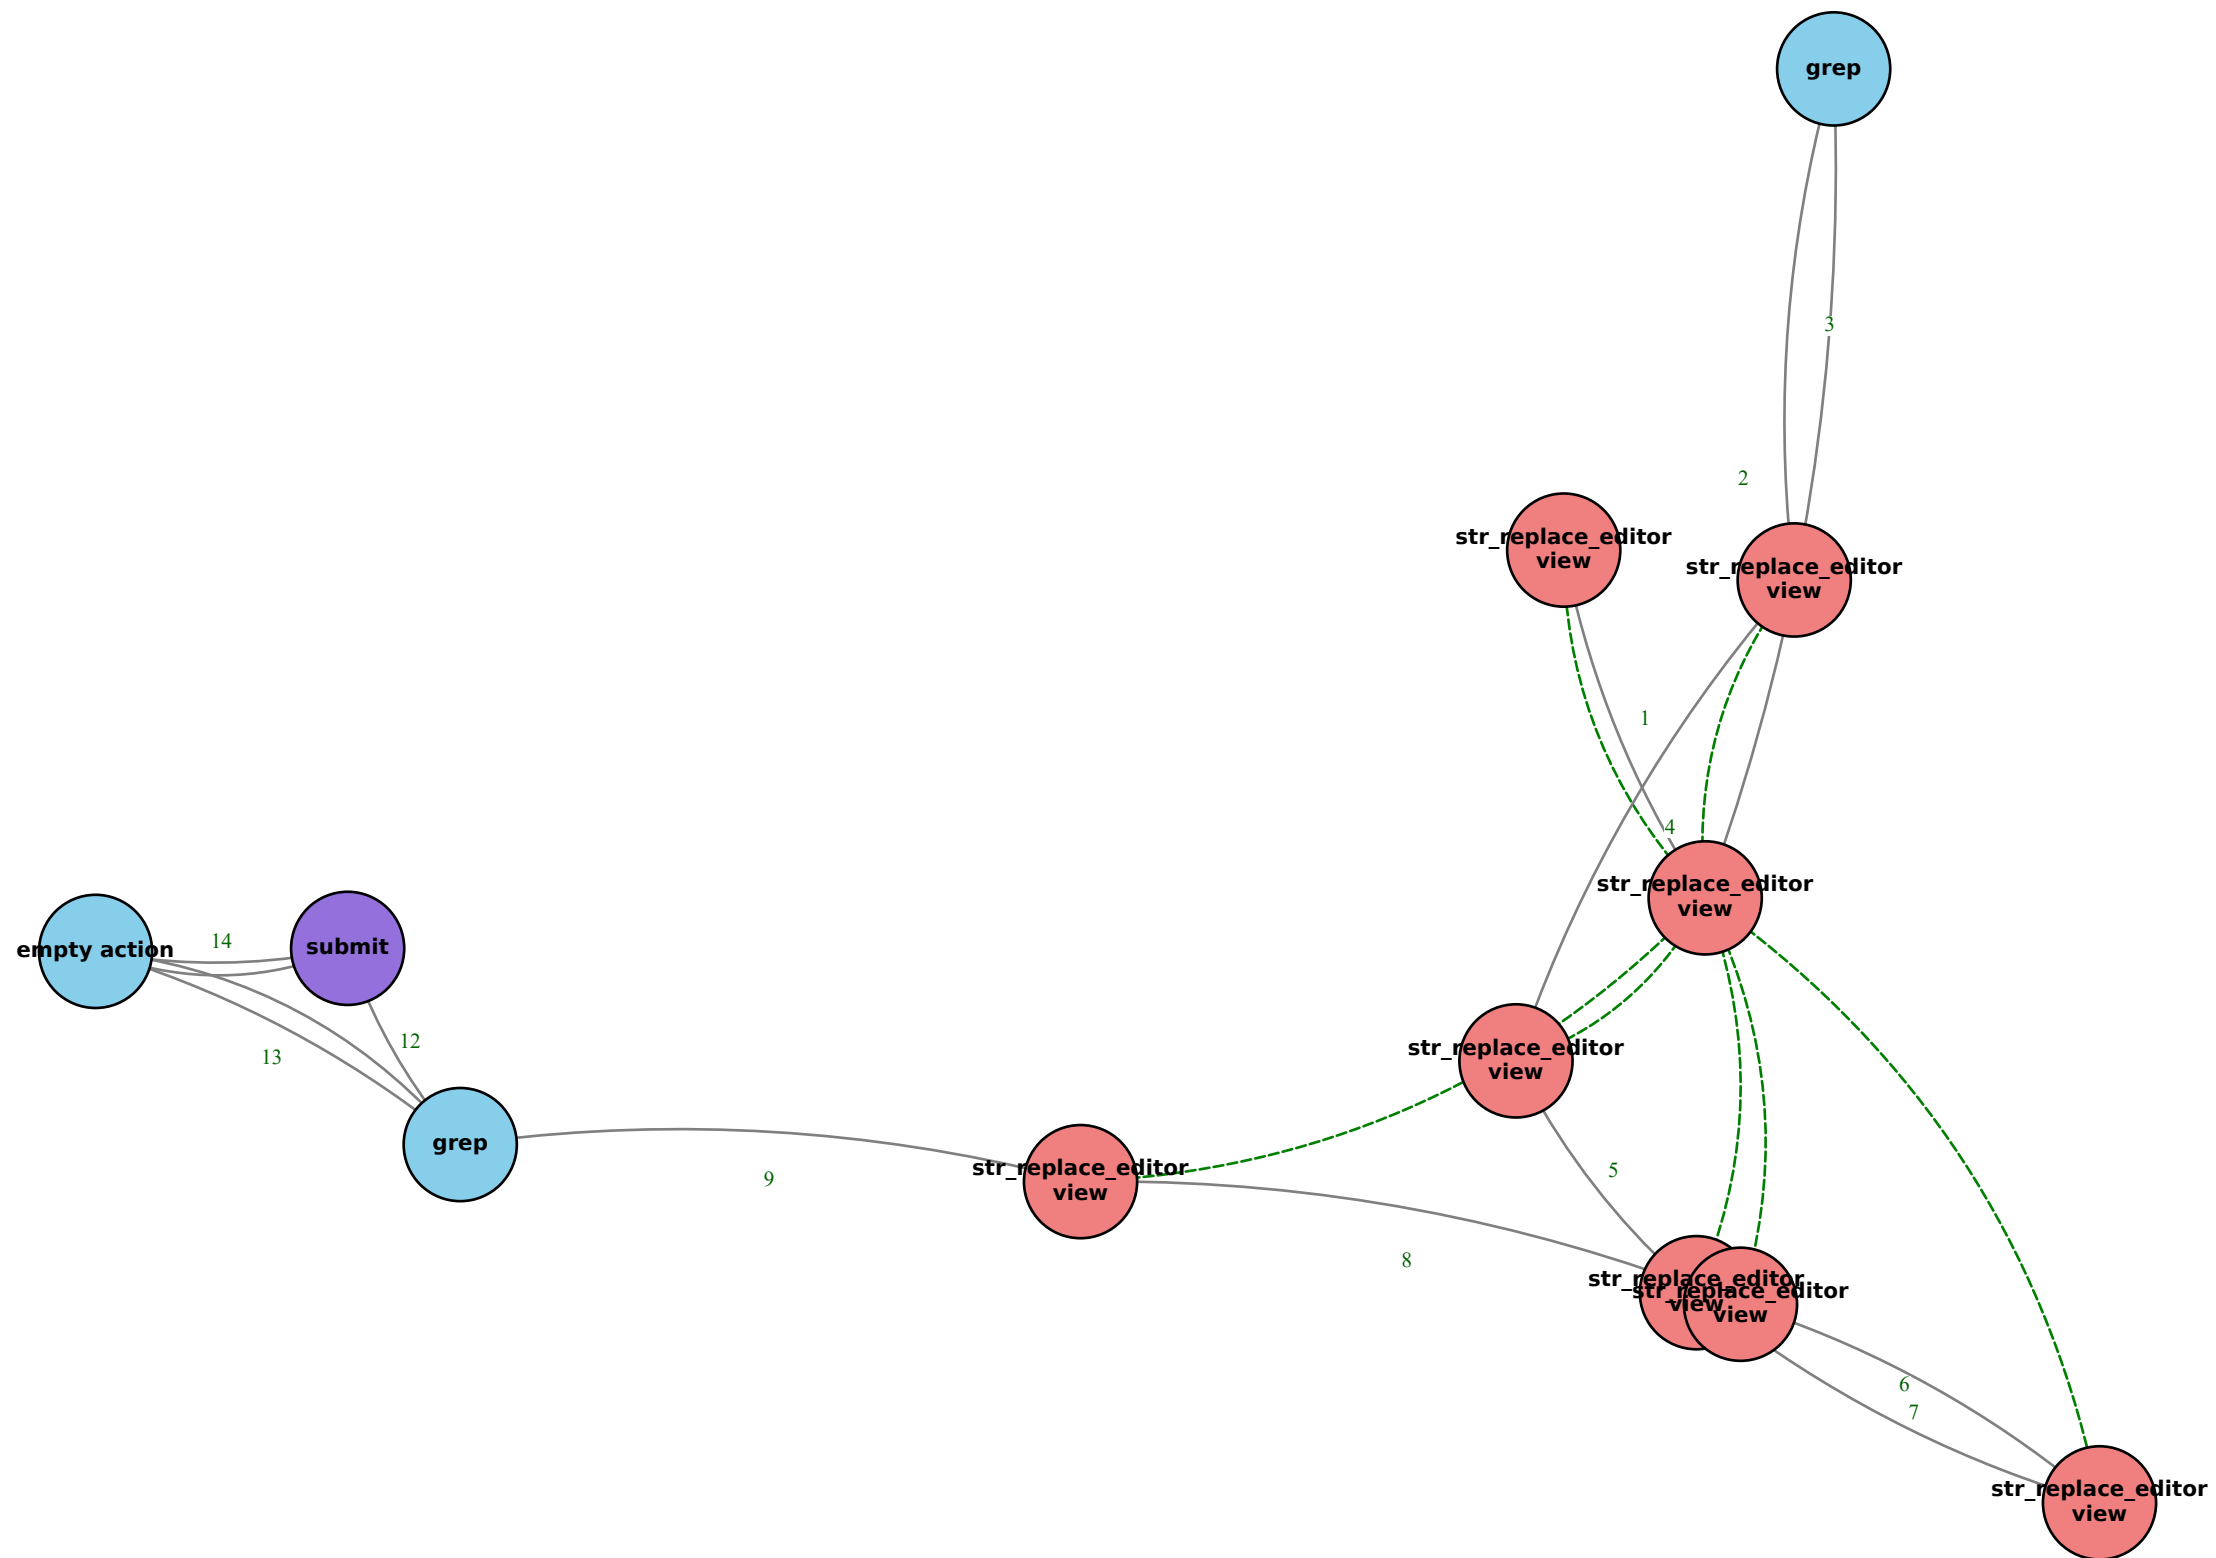 grep
3
2
str_replace_editor
view
str_replace_editor
view
1
4
str_replace_editor
view
14
empty action
submit
12
13
str_replace_editor
view
grep
5
str_replace_editor
view
9
8
str_replace_editor
view
str_replace_editor
view
6
7
str_replace_editor
view